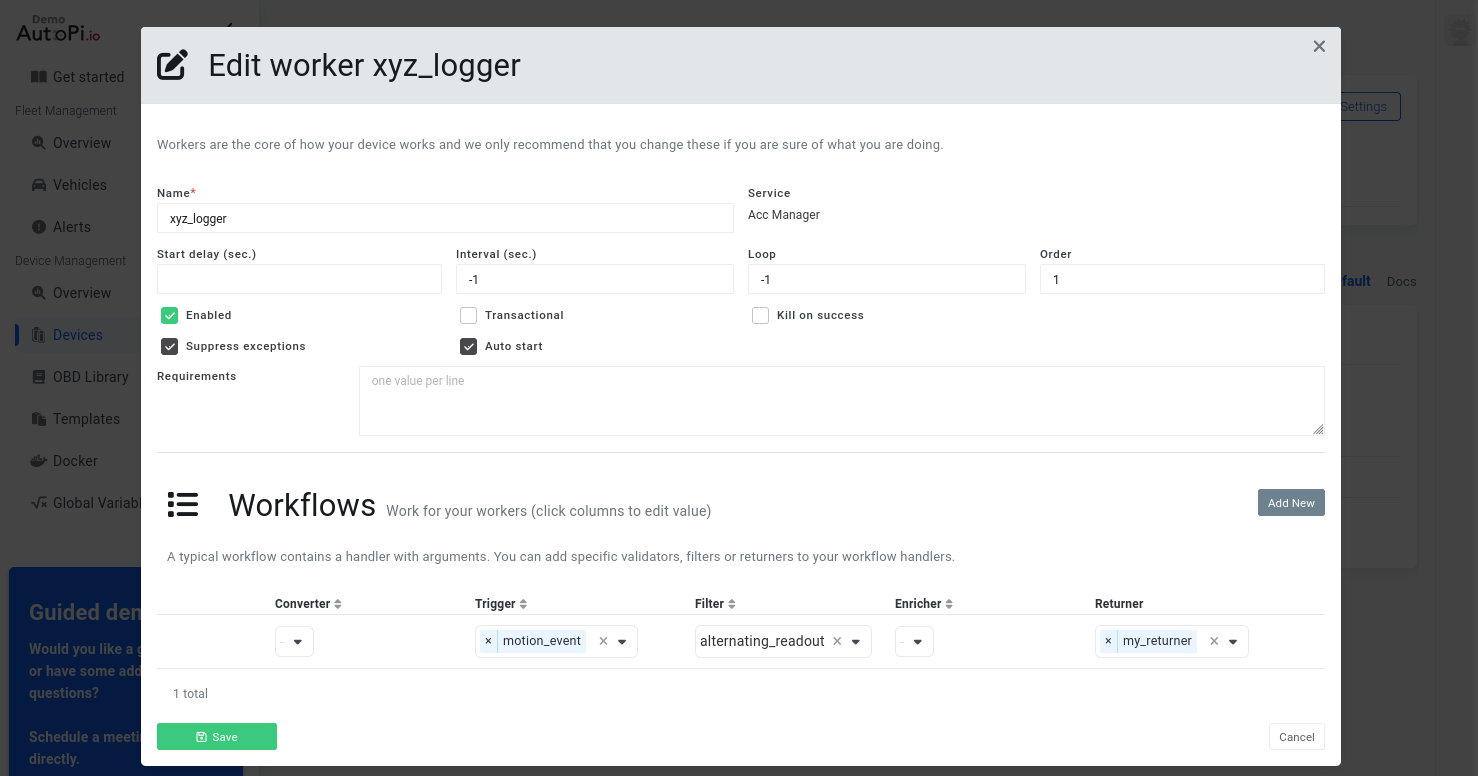 Demo
AutoPi.io
Get started
Fleet Management
Overview
Vehicles
Alerts
Device Management
Overview
Devices
OBD Library
Templates
Docker
Global Variab
Guided den
Would you like a g
or have some add
questions?
Schedule a meeti
directly.
Settings
fault Docs
Edit worker xyz_logger
×
Workers are the core of how your device works and we only recommend that you change these if you are sure of what you are doing.
Name* Service
xyz_logger Acc Manager
Start delay (sec.) Interval (sec.) Loop Order
-1 -1 1
Enabled Transactional Kill on success
Suppress exceptions Auto start
Requirements one value per line
Workflows Work for your workers (click columns to edit value) Add New
A typical workflow contains a handler with arguments. You can add specific validators, filters or returners to your workflow handlers.
Converter Trigger Filter Enricher Returner
- × motion_event × alternating_readout × - × my_returner ×
1 total
Save Cancel